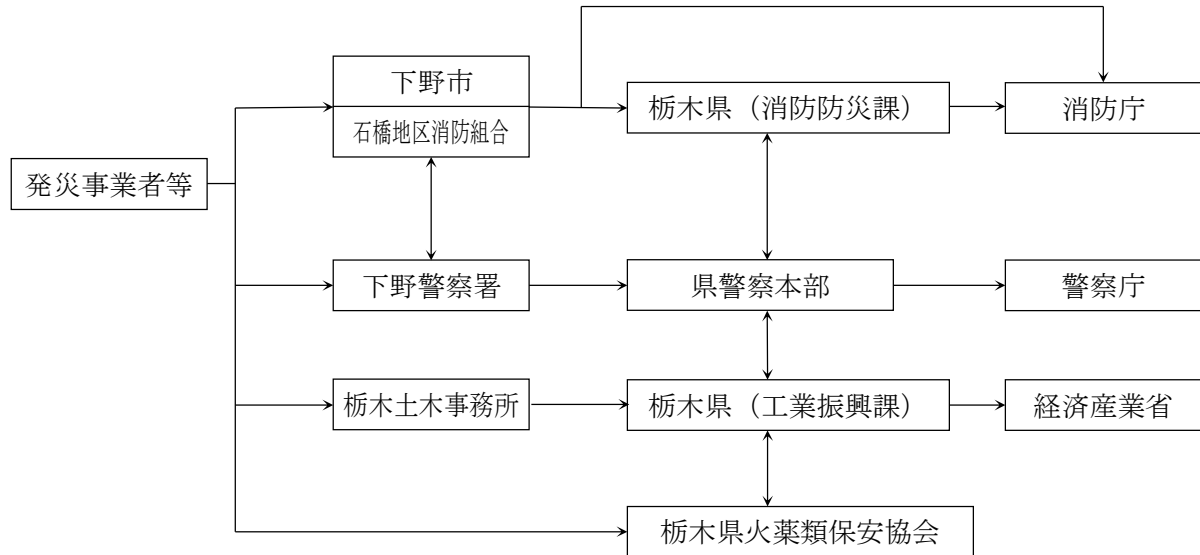 下野市
石橋地区消防組合
栃木県（消防防災課）
消防庁
発災事業者等
下野警察署
県警察本部
警察庁
栃木土木事務所
栃木県（工業振興課）
経済産業省
栃木県火薬類保安協会